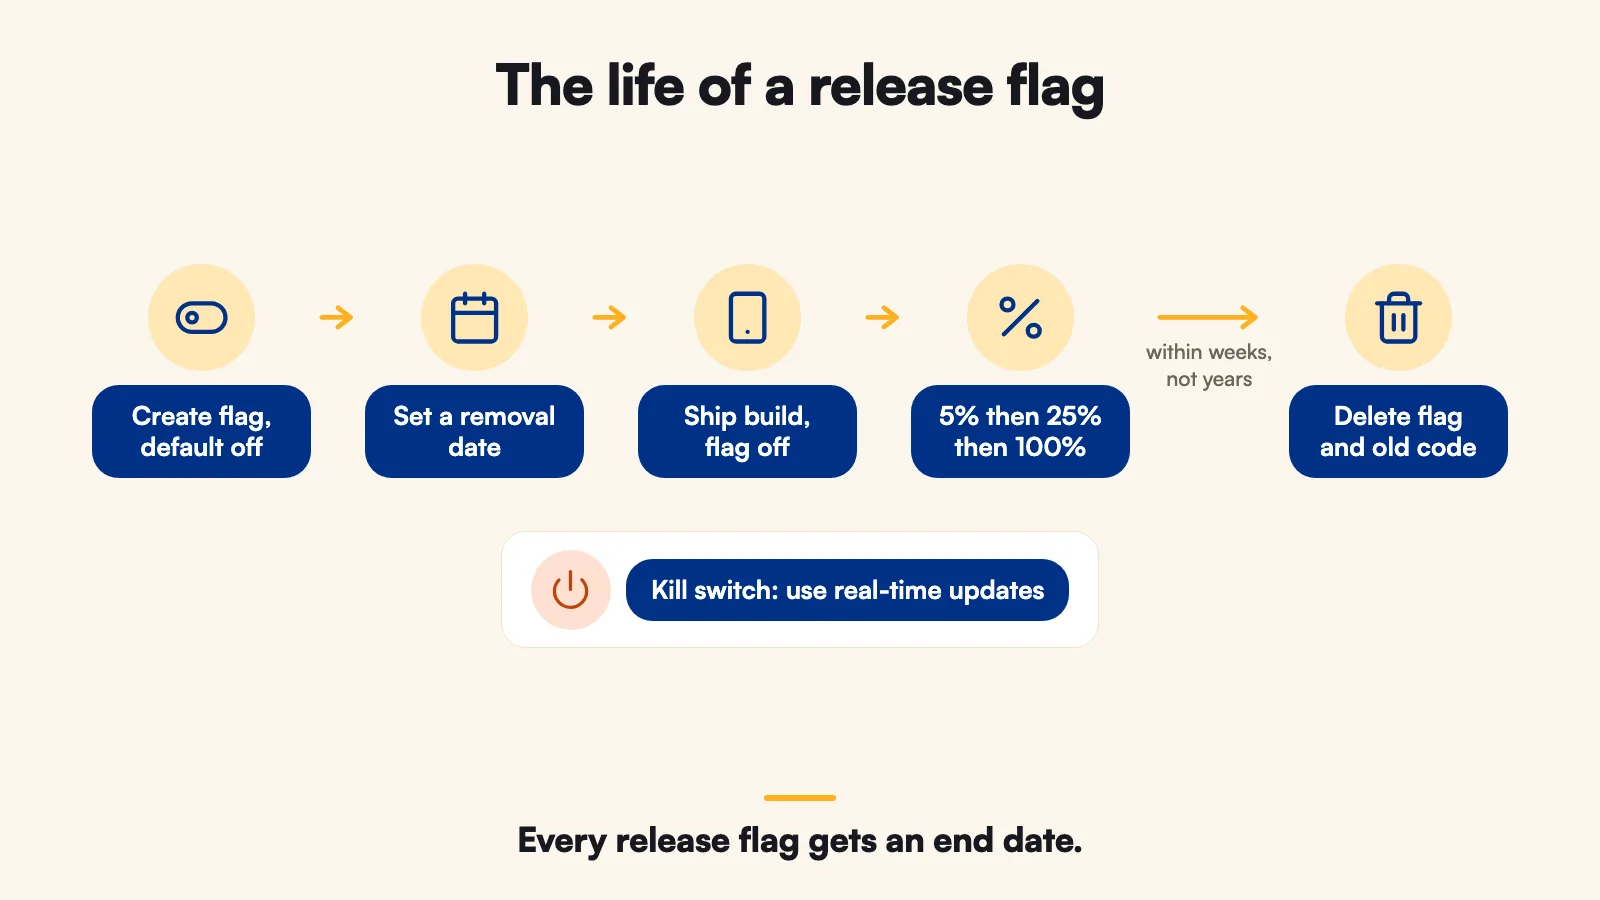 The life of a release flag
Create flag,
default off
Set a removal
date
Ship build,
flag off
5% then 25%
then 100%
within weeks,
not years
Delete flag
and old code
Kill switch: use real-time updates
Every release flag gets an end date.